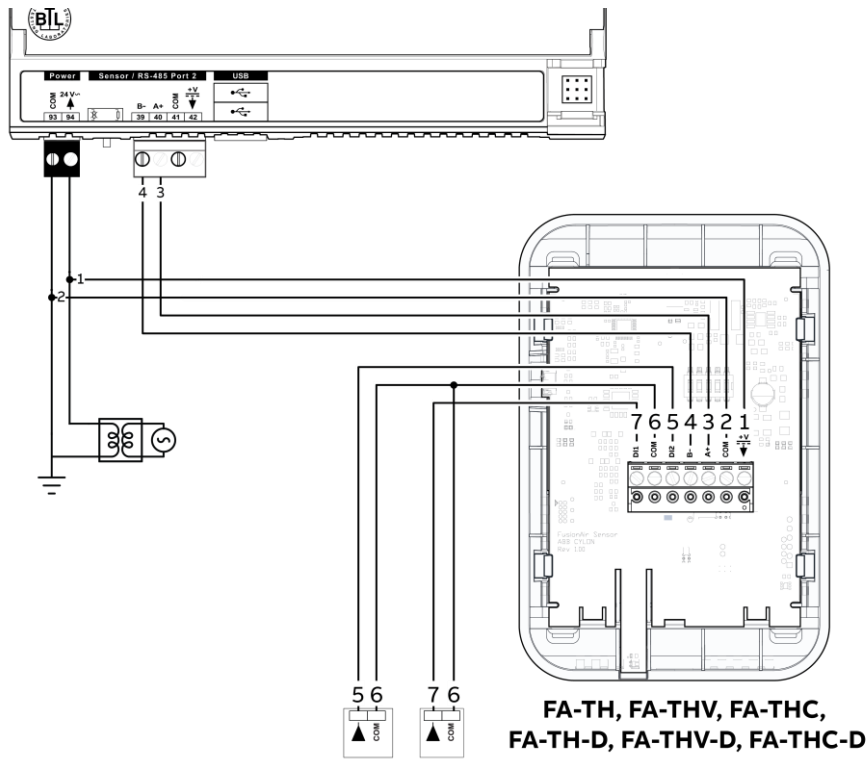 BTL
Power Sensor / RS-485 Port 2 USB
COM 24 V~ B- A+ COM +V
93 94 39 40 41 42
4 3
1
2
7 6 5 4 3 2 1
DI1 COM DI2 B- A+ COM +V
FusionAir Sensor
ABB CYLON
5 6 7 6
COM COM
FA-TH, FA-THV, FA-THC,
FA-TH-D, FA-THV-D, FA-THC-D